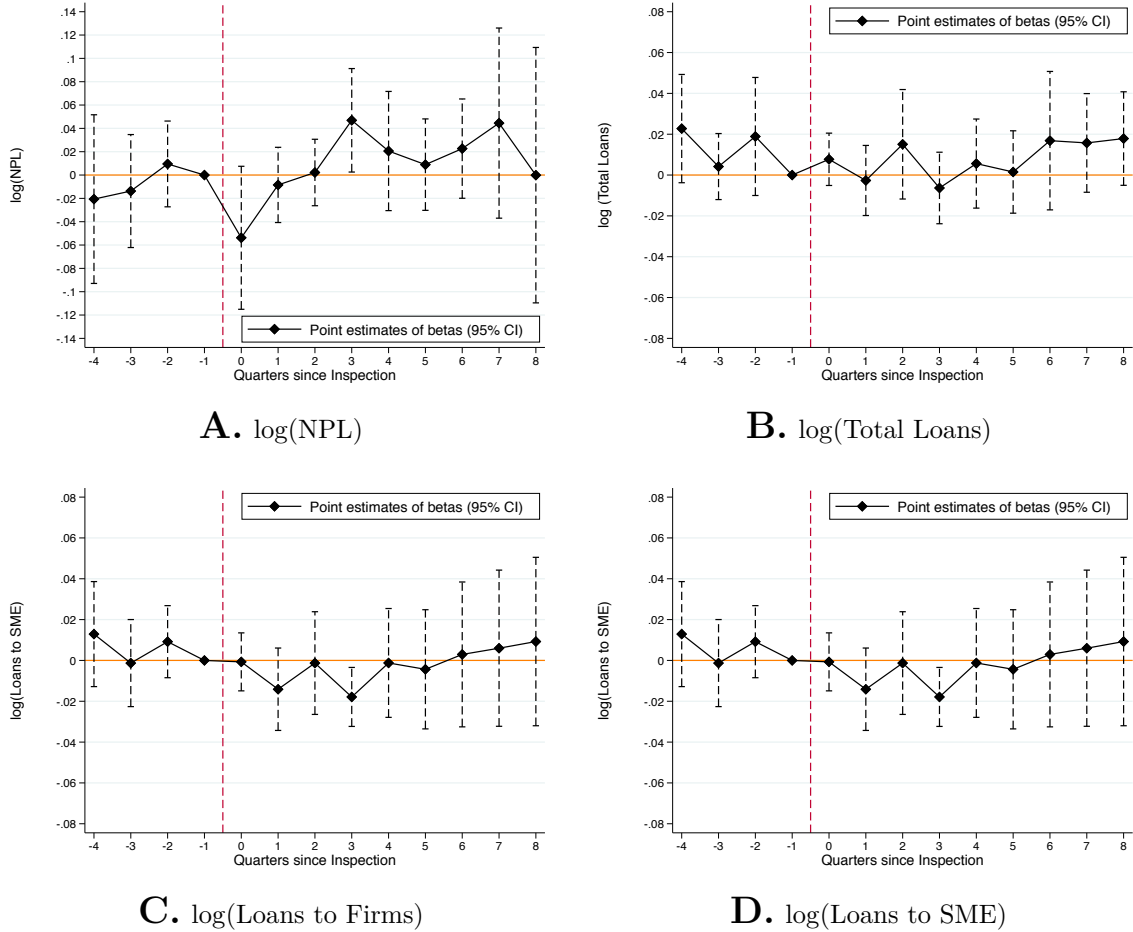 .14
.12
.1
.08
.06
.04
.02
0
-.02
-.04
-.06
-.08
-.1
-.12
-.14
log(NPL)
Point estimates of betas (95% CI)
-4 -3 -2 -1 0 1 2 3 4 5 6 7 8
Quarters since Inspection
A. log(NPL)
.08
.06
.04
.02
0
-.02
-.04
-.06
-.08
log (Total Loans)
Point estimates of betas (95% CI)
-4 -3 -2 -1 0 1 2 3 4 5 6 7 8
Quarters since Inspection
B. log(Total Loans)
.08
.06
.04
.02
0
-.02
-.04
-.06
-.08
log(Loans to SME)
Point estimates of betas (95% CI)
-4 -3 -2 -1 0 1 2 3 4 5 6 7 8
Quarters since Inspection
C. log(Loans to Firms)
.08
.06
.04
.02
0
-.02
-.04
-.06
-.08
log(Loans to SME)
Point estimates of betas (95% CI)
-4 -3 -2 -1 0 1 2 3 4 5 6 7 8
Quarters since Inspection
D. log(Loans to SME)